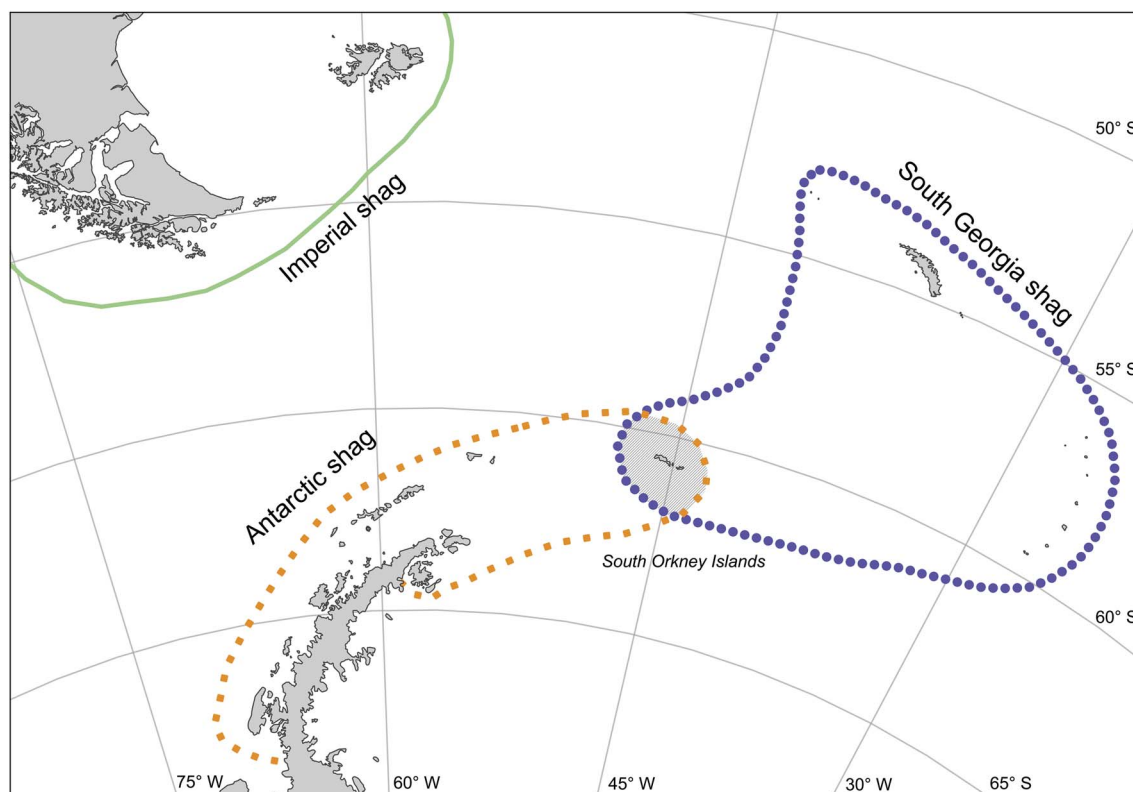 50° S
South Georgia shag
Imperial shag
55° S
Antarctic shag
South Orkney Islands
60° S
75° W
60° W
45° W
30° W
65° S